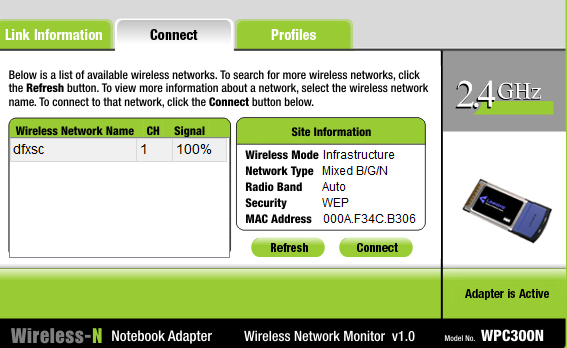 Link Information
Connect
Profiles
Below is a list of available wireless networks. To search for more wireless networks, click
the Refresh button. To view more information about a network, select the wireless network
name. To connect to that network, click the Connect button below.
2.4GHz
Wireless Network Name CH Signal
dfxsc 1 100%
Site Information
Wireless Mode Infrastructure
Network Type Mixed B/G/N
Radio Band Auto
Security WEP
MAC Address 000A.F34C.B306
Refresh
Connect
Adapter is Active
Wireless-N Notebook Adapter Wireless Network Monitor v1.0 Model No. WPC300N